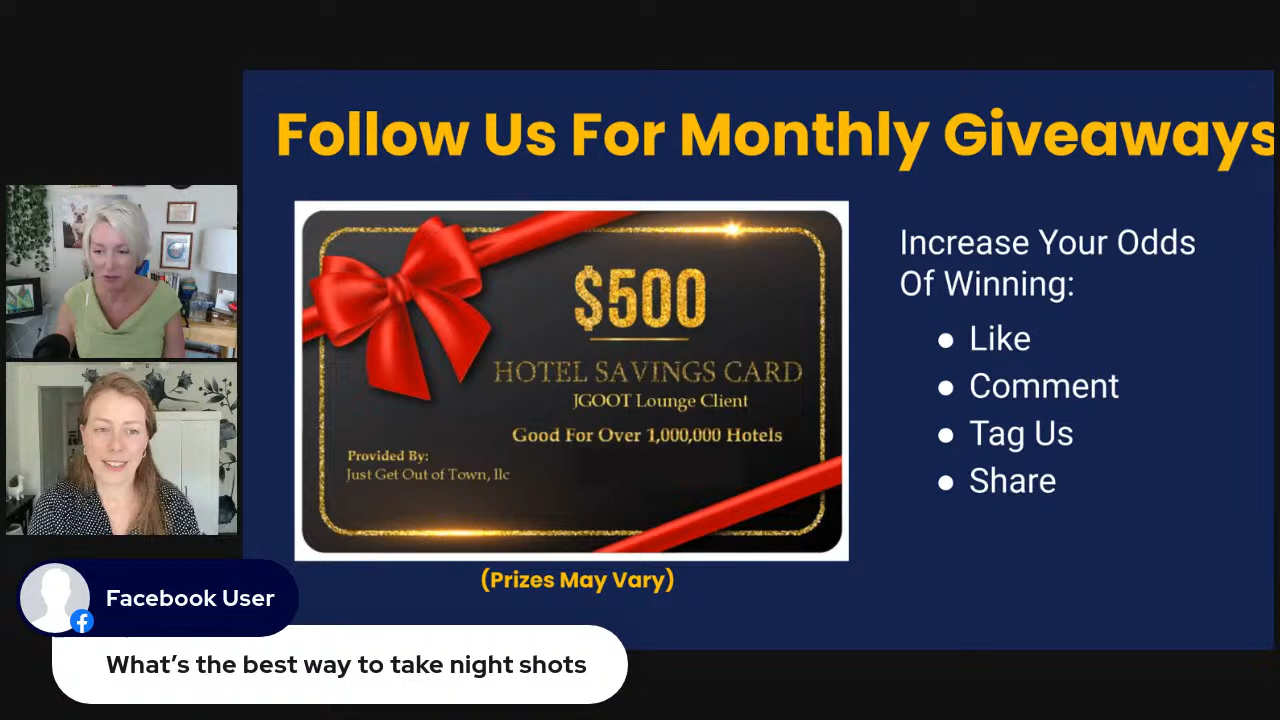 Follow Us For Monthly Giveaways
$500
HOTEL SAVINGS CARD
JGOOT Lounge Client
Good For Over 1,000,000 Hotels
Provided By:
Just Get Out of Town, llc
(Prizes May Vary)
Increase Your Odds
Of Winning:
● Like
● Comment
● Tag Us
● Share
Facebook User
What's the best way to take night shots